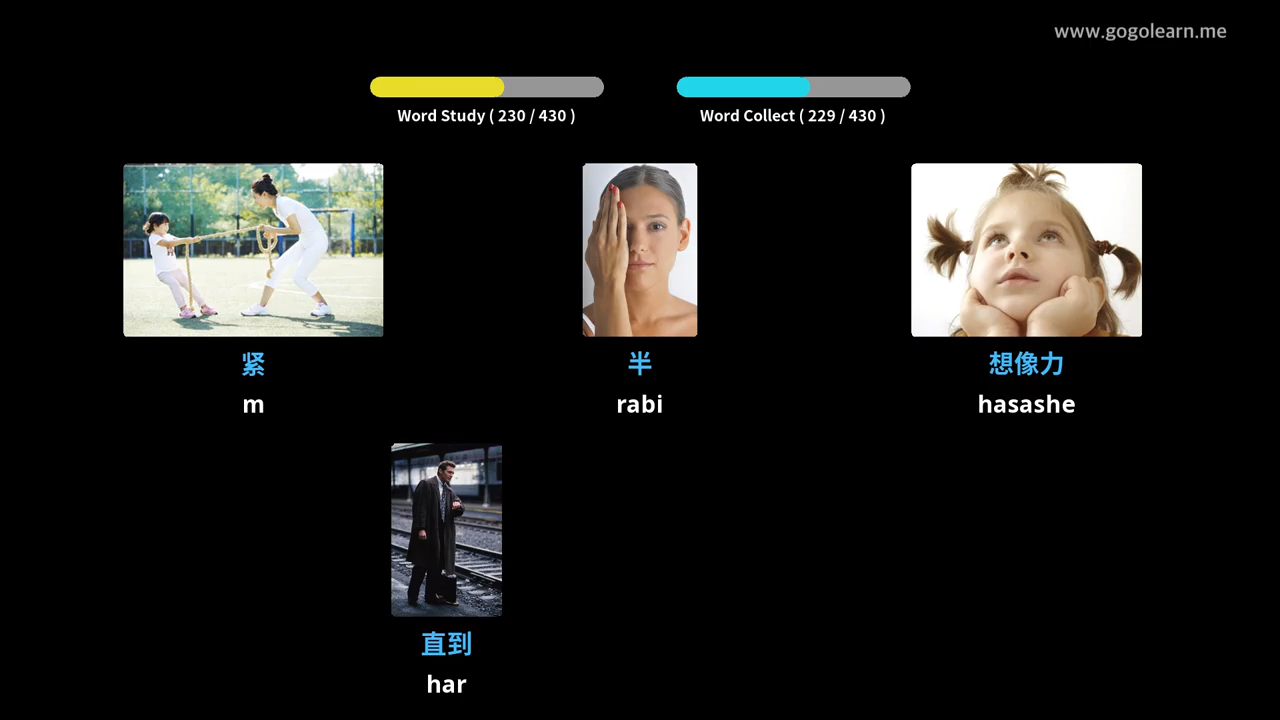 www.gogolearn.me
Word Study ( 230 / 430 )
Word Collect ( 229 / 430 )
紧
m
半
rabi
想像力
hasashe
直到
har